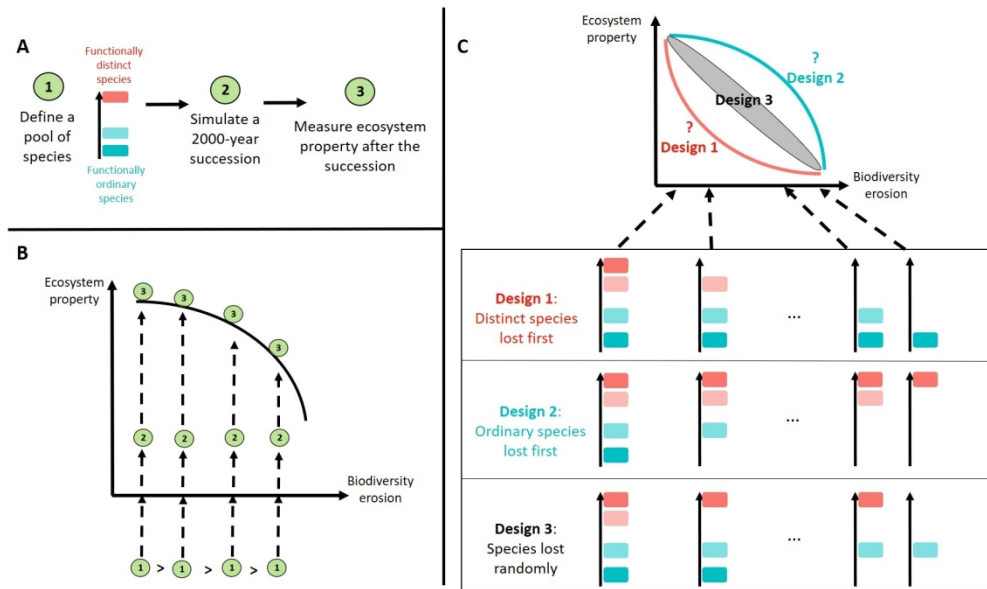 A
Functionally
distinct
species
1
Define a
pool of
species
Functionally
ordinary species
2
Simulate a
2000-year
succession
3
Measure ecosystem
property after the
succession
B
Ecosystem
property
3
3
3
3
2
2
2
2
Biodiversity
erosion
1 > 1 > 1 > 1
C
Ecosystem
property
?
Design 2
Design 3
?
Design 1
Biodiversity
erosion
Design 1:
Distinct species
lost first
...
Design 2:
Ordinary species
lost first
...
Design 3:
Species lost
randomly
...